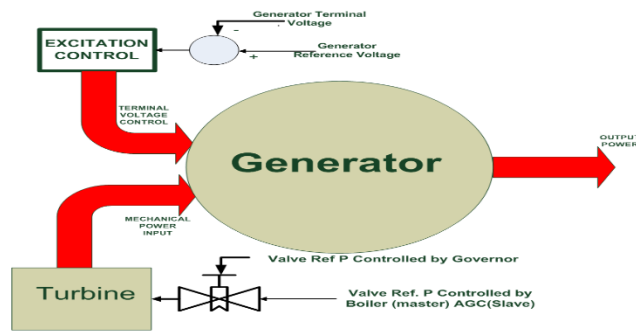 Generator Terminal
Voltage
-
EXCITATION
CONTROL
+
Generator
Reference Voltage
TERMINAL
VOLTAGE
CONTROL
Generator
OUTPUT
POWER
MECHANICAL
POWER
INPUT
Valve Ref P Controlled by Governor
Turbine
Valve Ref. P Controlled by
Boiler (master) AGC(Slave)